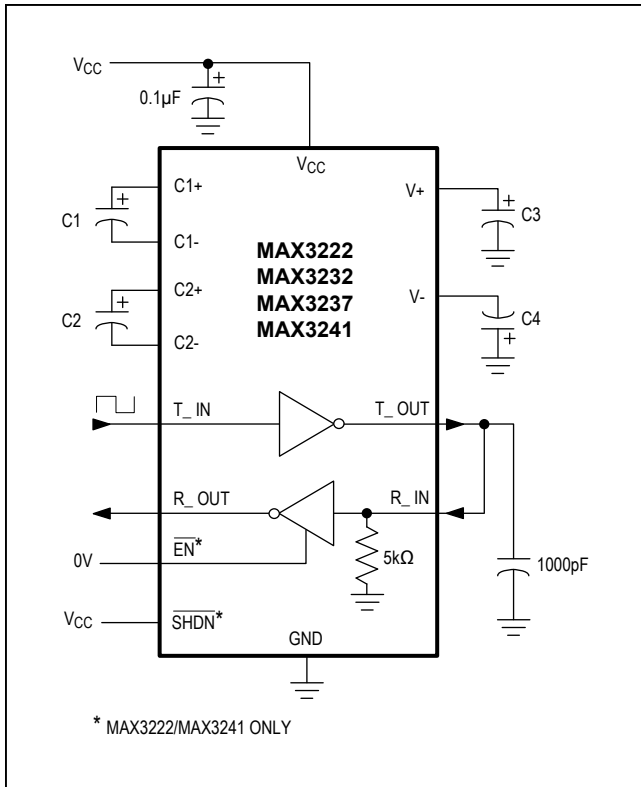 VCC
0.1µF
+
VCC
C1+
C1
+
C1-
V+
+
C3
MAX3222
MAX3232
MAX3237
MAX3241
C2+
C2
+
C2-
V-
C4
+
T_ IN
T_ OUT
R_ OUT
R_ IN
0V
EN*
5kΩ
1000pF
VCC
SHDN*
GND
* MAX3222/MAX3241 ONLY